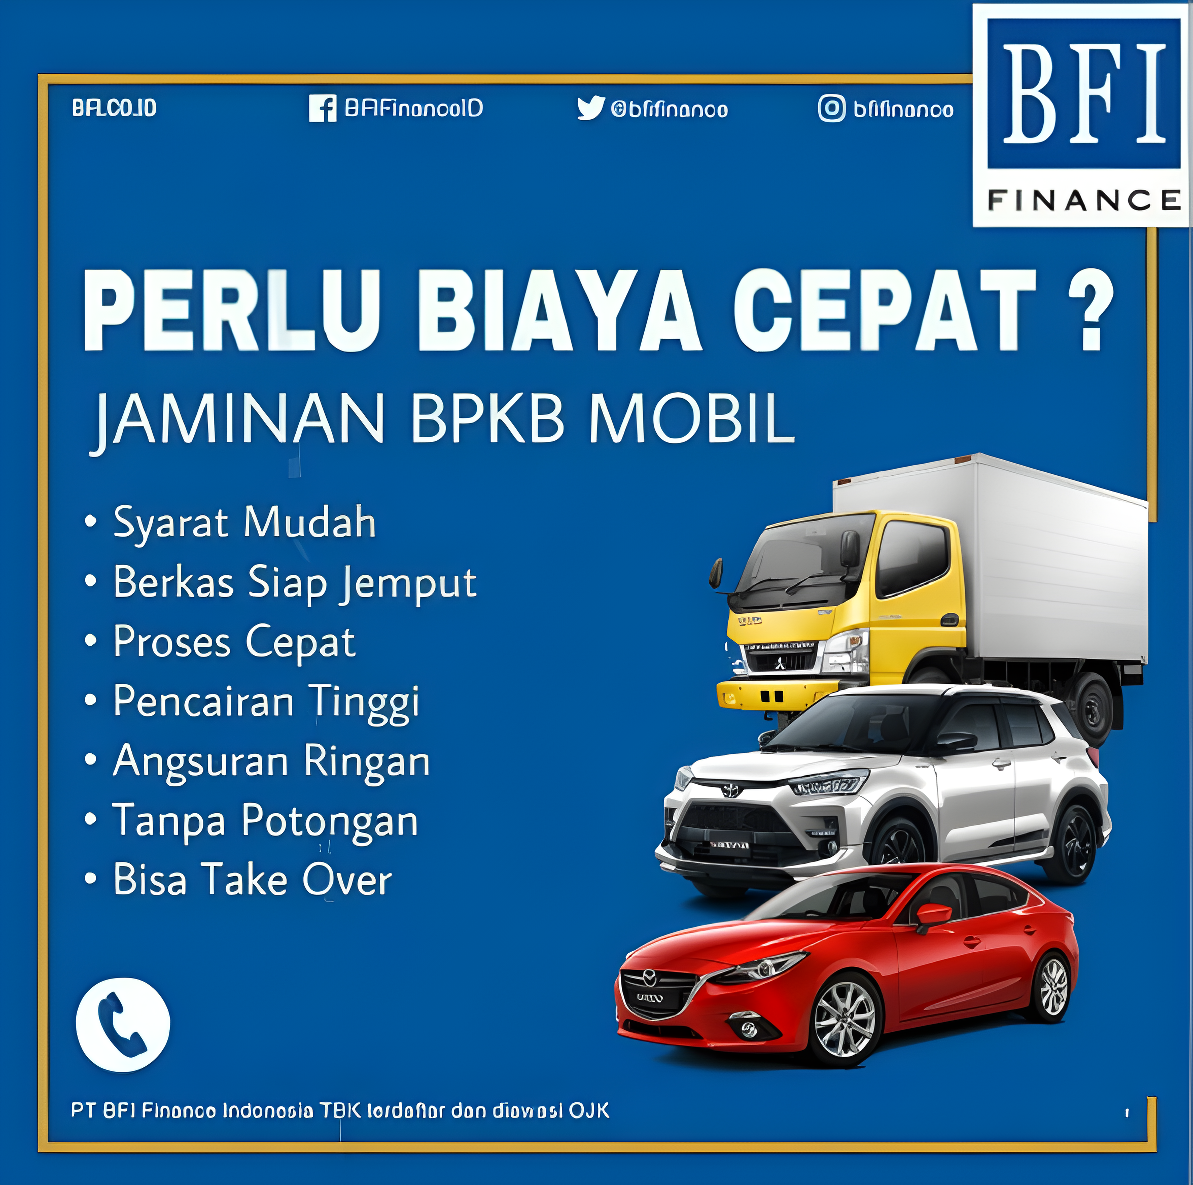 BFI
FINANCE
BFI.CO.ID
BFIFinanceID
@bfifinance
bfifinance
PERLU BIAYA CEPAT ?
JAMINAN BPKB MOBIL
• Syarat Mudah
• Berkas Siap Jemput
• Proses Cepat
• Pencairan Tinggi
• Angsuran Ringan
• Tanpa Potongan
• Bisa Take Over
PT BFI Finance Indonesia TBK terdaftar dan diawasi OJK